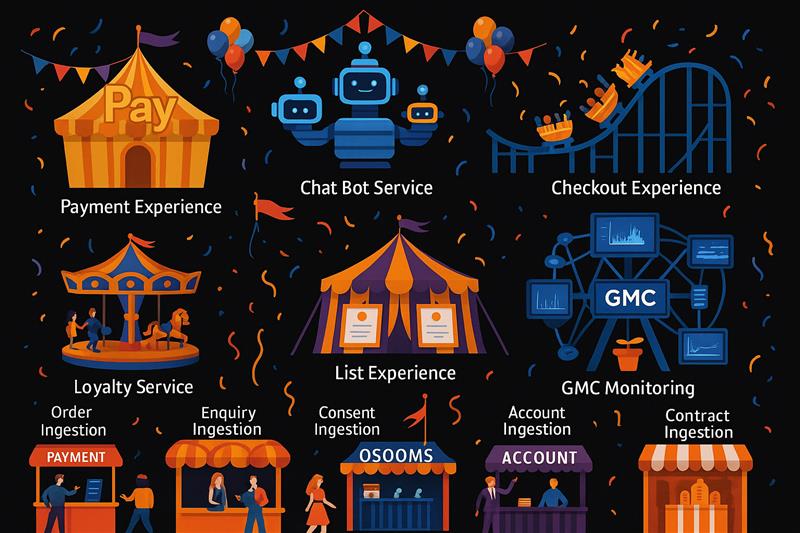 Pay
Payment Experience
Chat Bot Service
Checkout Experience
Loyalty Service
List Experience
GMC
GMC Monitoring
Order
Ingestion
PAYMENT
Enquiry
Ingestion
Consent
Ingestion
OSOOMS
Account
Ingestion
ACCOUNT
Contract
Ingestion